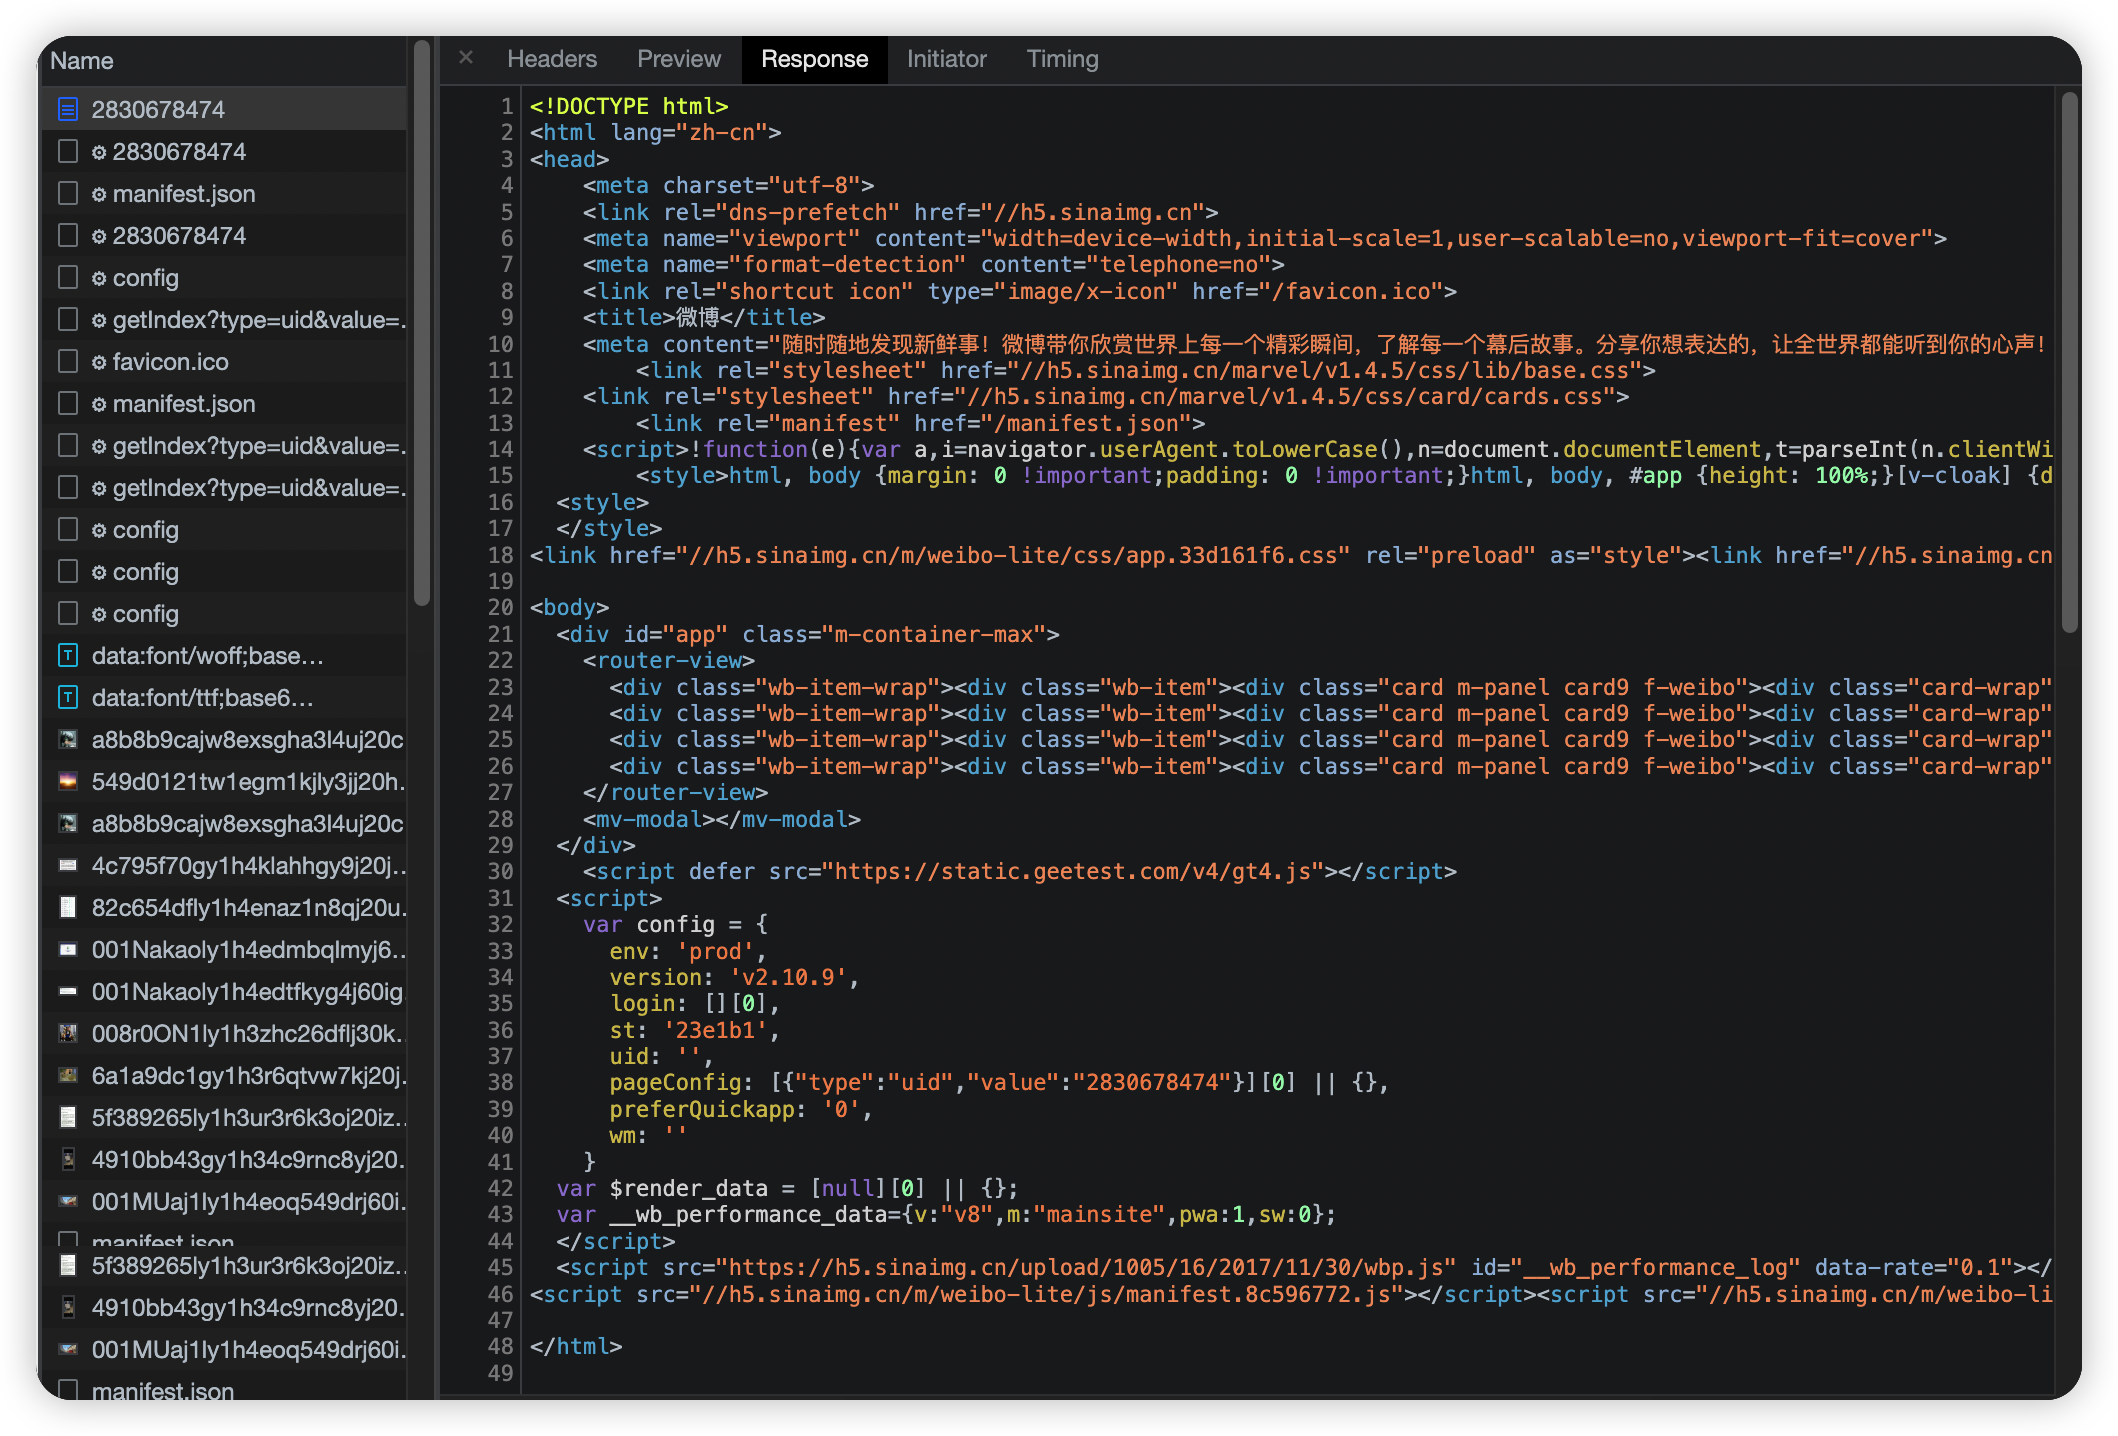 Name
2830678474
2830678474
manifest.json
2830678474
config
getIndex?type=uid&value=.
favicon.ico
manifest.json
getIndex?type=uid&value=.
getIndex?type=uid&value=.
config
config
config
data:font/woff;base…
data:font/ttf;base6…
a8b8b9cajw8exsgha3l4uj20c
549d0121tw1egm1kjly3jj20h.
a8b8b9cajw8exsgha3l4uj20c
4c795f70gy1h4klahhgy9j20j..
82c654dfly1h4enaz1n8qj20u.
001Nakaoly1h4edmbqlmyj6..
001Nakaoly1h4edtfkyg4j60ig
008r0ON1ly1h3zhc26dflj30k.
6a1a9dc1gy1h3r6qtvw7kj20j.
5f389265ly1h3ur3r6k3oj20iz..
4910bb43gy1h34c9rnc8yj20.
001MUaj1ly1h4eoq549drj60i.
manifest.json
5f389265ly1h3ur3r6k3oj20iz..
4910bb43gy1h34c9rnc8yj20.
001MUaj1ly1h4eoq549drj60i.
manifest.json
× Headers Preview Response Initiator Timing
1 <!DOCTYPE html>
2 <html lang="zh-cn">
3 <head>
4 <meta charset="utf-8">
5 <link rel="dns-prefetch" href="//h5.sinaimg.cn">
6 <meta name="viewport" content="width=device-width,initial-scale=1,user-scalable=no,viewport-fit=cover">
7 <meta name="format-detection" content="telephone=no">
8 <link rel="shortcut icon" type="image/x-icon" href="/favicon.ico">
9 <title>微博</title>
10 <meta content="随时随地发现新鲜事！微博带你欣赏世界上每一个精彩瞬间，了解每一个幕后故事。分享你想表达的，让全世界都能听到你的心声！
11 <link rel="stylesheet" href="//h5.sinaimg.cn/marvel/v1.4.5/css/lib/base.css">
12 <link rel="stylesheet" href="//h5.sinaimg.cn/marvel/v1.4.5/css/card/cards.css">
13 <link rel="manifest" href="/manifest.json">
14 <script>!function(e){var a,i=navigator.userAgent.toLowerCase(),n=document.documentElement,t=parseInt(n.clientWi
15 <style>html, body {margin: 0 !important;padding: 0 !important;}html, body, #app {height: 100%;}[v-cloak] {d
16 <style>
17 </style>
18 <link href="//h5.sinaimg.cn/m/weibo-lite/css/app.33d161f6.css" rel="preload" as="style"><link href="//h5.sinaimg.cn
19
20 <body>
21 <div id="app" class="m-container-max">
22 <router-view>
23 <div class="wb-item-wrap"><div class="wb-item"><div class="card m-panel card9 f-weibo"><div class="card-wrap"
24 <div class="wb-item-wrap"><div class="wb-item"><div class="card m-panel card9 f-weibo"><div class="card-wrap"
25 <div class="wb-item-wrap"><div class="wb-item"><div class="card m-panel card9 f-weibo"><div class="card-wrap"
26 <div class="wb-item-wrap"><div class="wb-item"><div class="card m-panel card9 f-weibo"><div class="card-wrap"
27 </router-view>
28 <mv-modal></mv-modal>
29 </div>
30 <script defer src="https://static.geetest.com/v4/gt4.js"></script>
31 <script>
32 var config = {
33 env: 'prod',
34 version: 'v2.10.9',
35 login: [][0],
36 st: '23e1b1',
37 uid: '',
38 pageConfig: [{"type":"uid","value":"2830678474"}][0] || {},
39 preferQuickapp: '0',
40 wm: ''
41 }
42 var $render_data = [null][0] || {};
43 var __wb_performance_data={v:"v8",m:"mainsite",pwa:1,sw:0};
44 </script>
45 <script src="https://h5.sinaimg.cn/upload/1005/16/2017/11/30/wbp.js" id="__wb_performance_log" data-rate="0.1"></
46 <script src="//h5.sinaimg.cn/m/weibo-lite/js/manifest.8c596772.js"></script><script src="//h5.sinaimg.cn/m/weibo-li
47
48 </html>
49